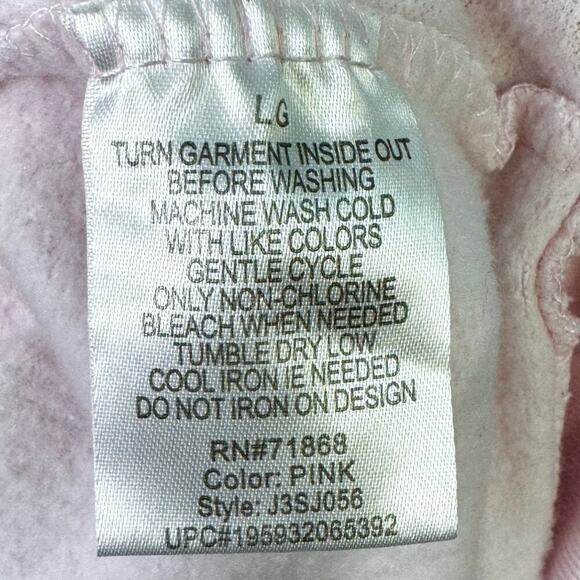 LG
TURN GARMENT INSIDE OUT
BEFORE WASHING
MACHINE WASH COLD
WITH LIKE COLORS
GENTLE CYCLE
ONLY NON-CHLORINE
BLEACH WHEN NEEDED
TUMBLE DRY LOW
COOL IRON IE NEEDED
DO NOT IRON ON DESIGN
RN#71868
Color: PINK
Style: J3SJ056
UPC#195932065392